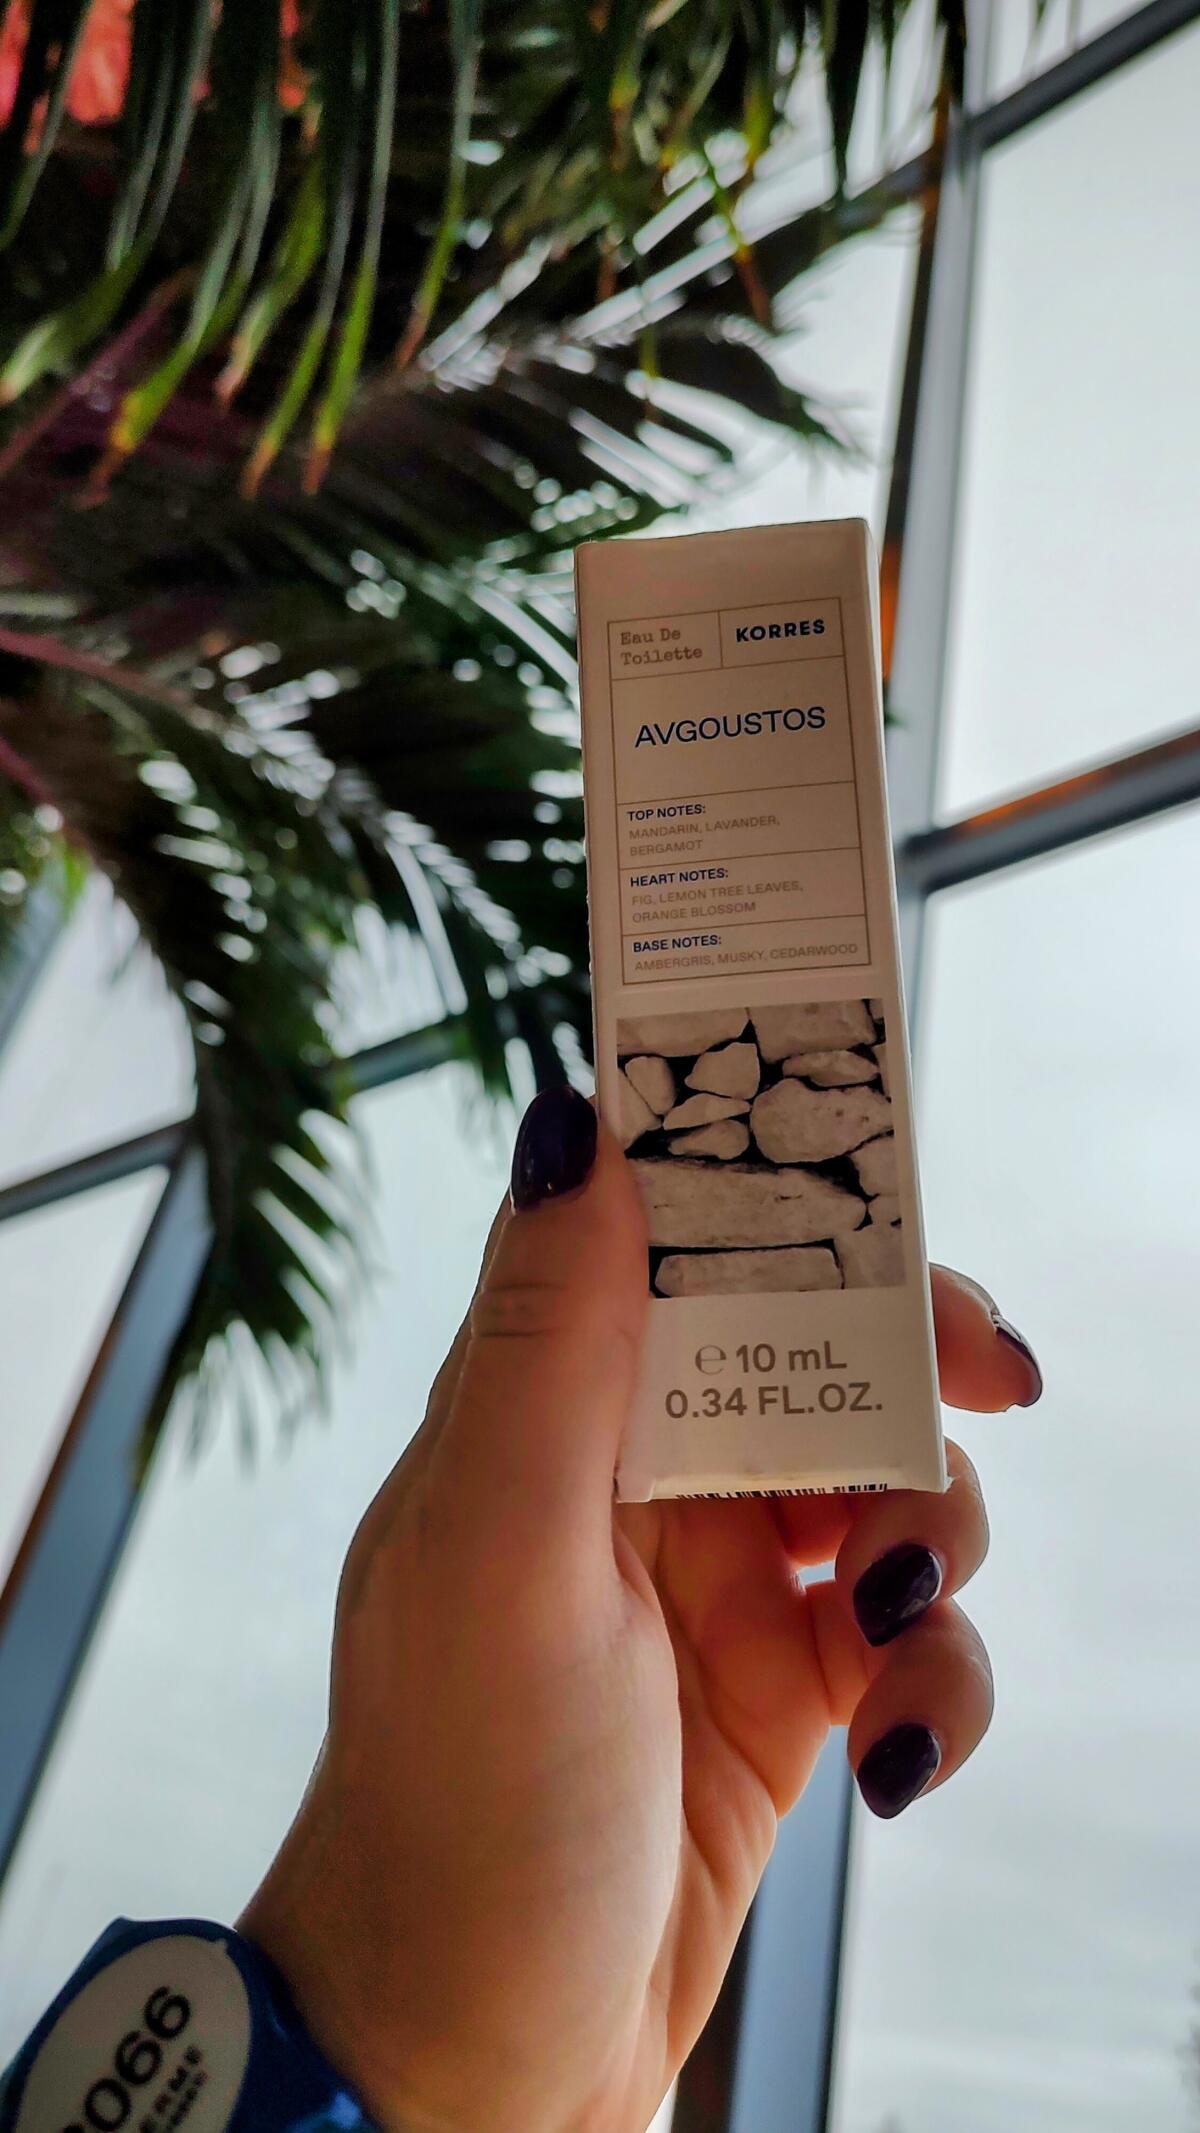 Eau De
Toilette
KORRES
AVGOUSTOS
TOP NOTES:
MANDARIN, LAVANDER,
BERGAMOT
HEART NOTES:
FIG, LEMON TREE LEAVES,
ORANGE BLOSSOM
BASE NOTES:
AMBERGRIS, MUSKY, CEDARWOOD
℮ 10 mL
0.34 FL.OZ.
066